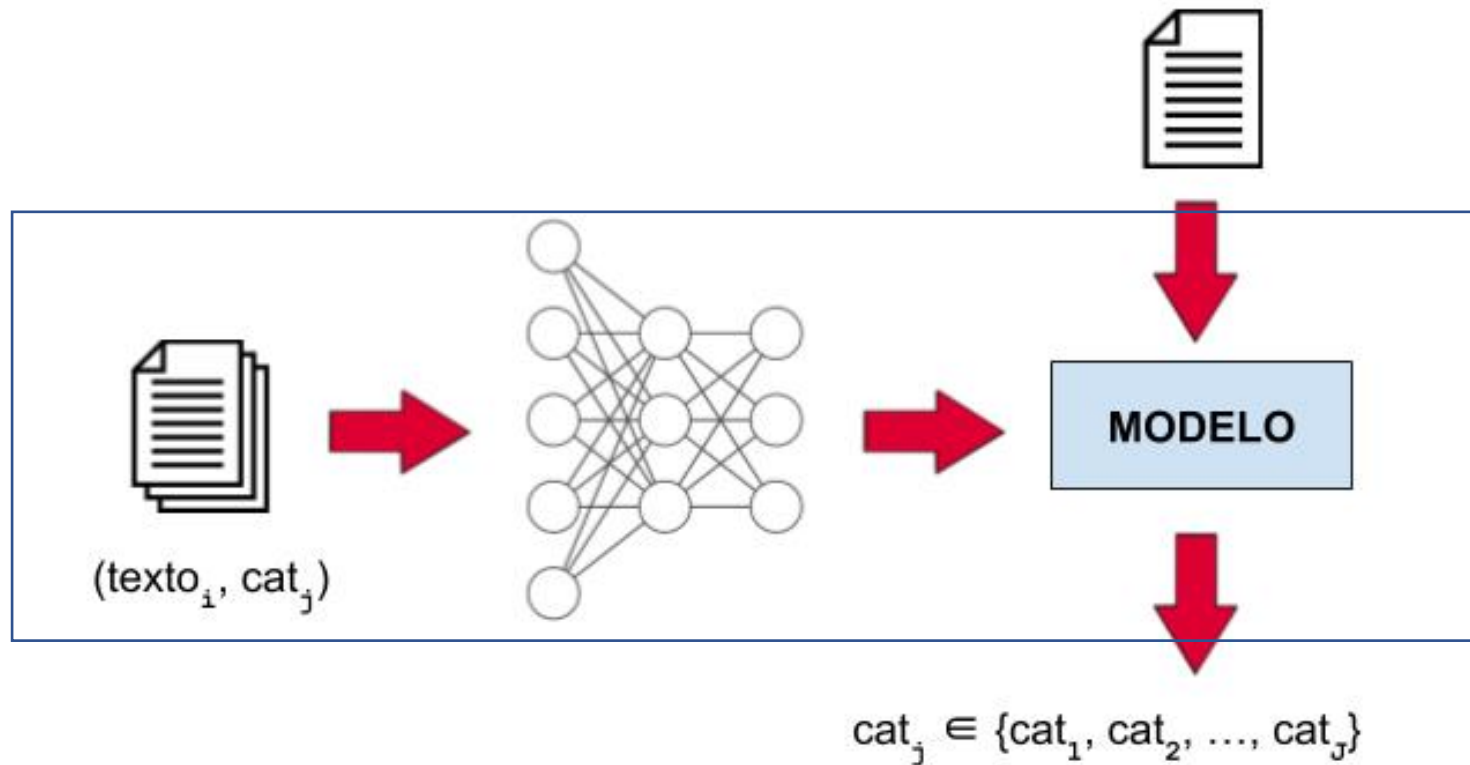 MODELO
(texto_i, cat_j)
cat_j ∈ {cat_1, cat_2, ..., cat_J}